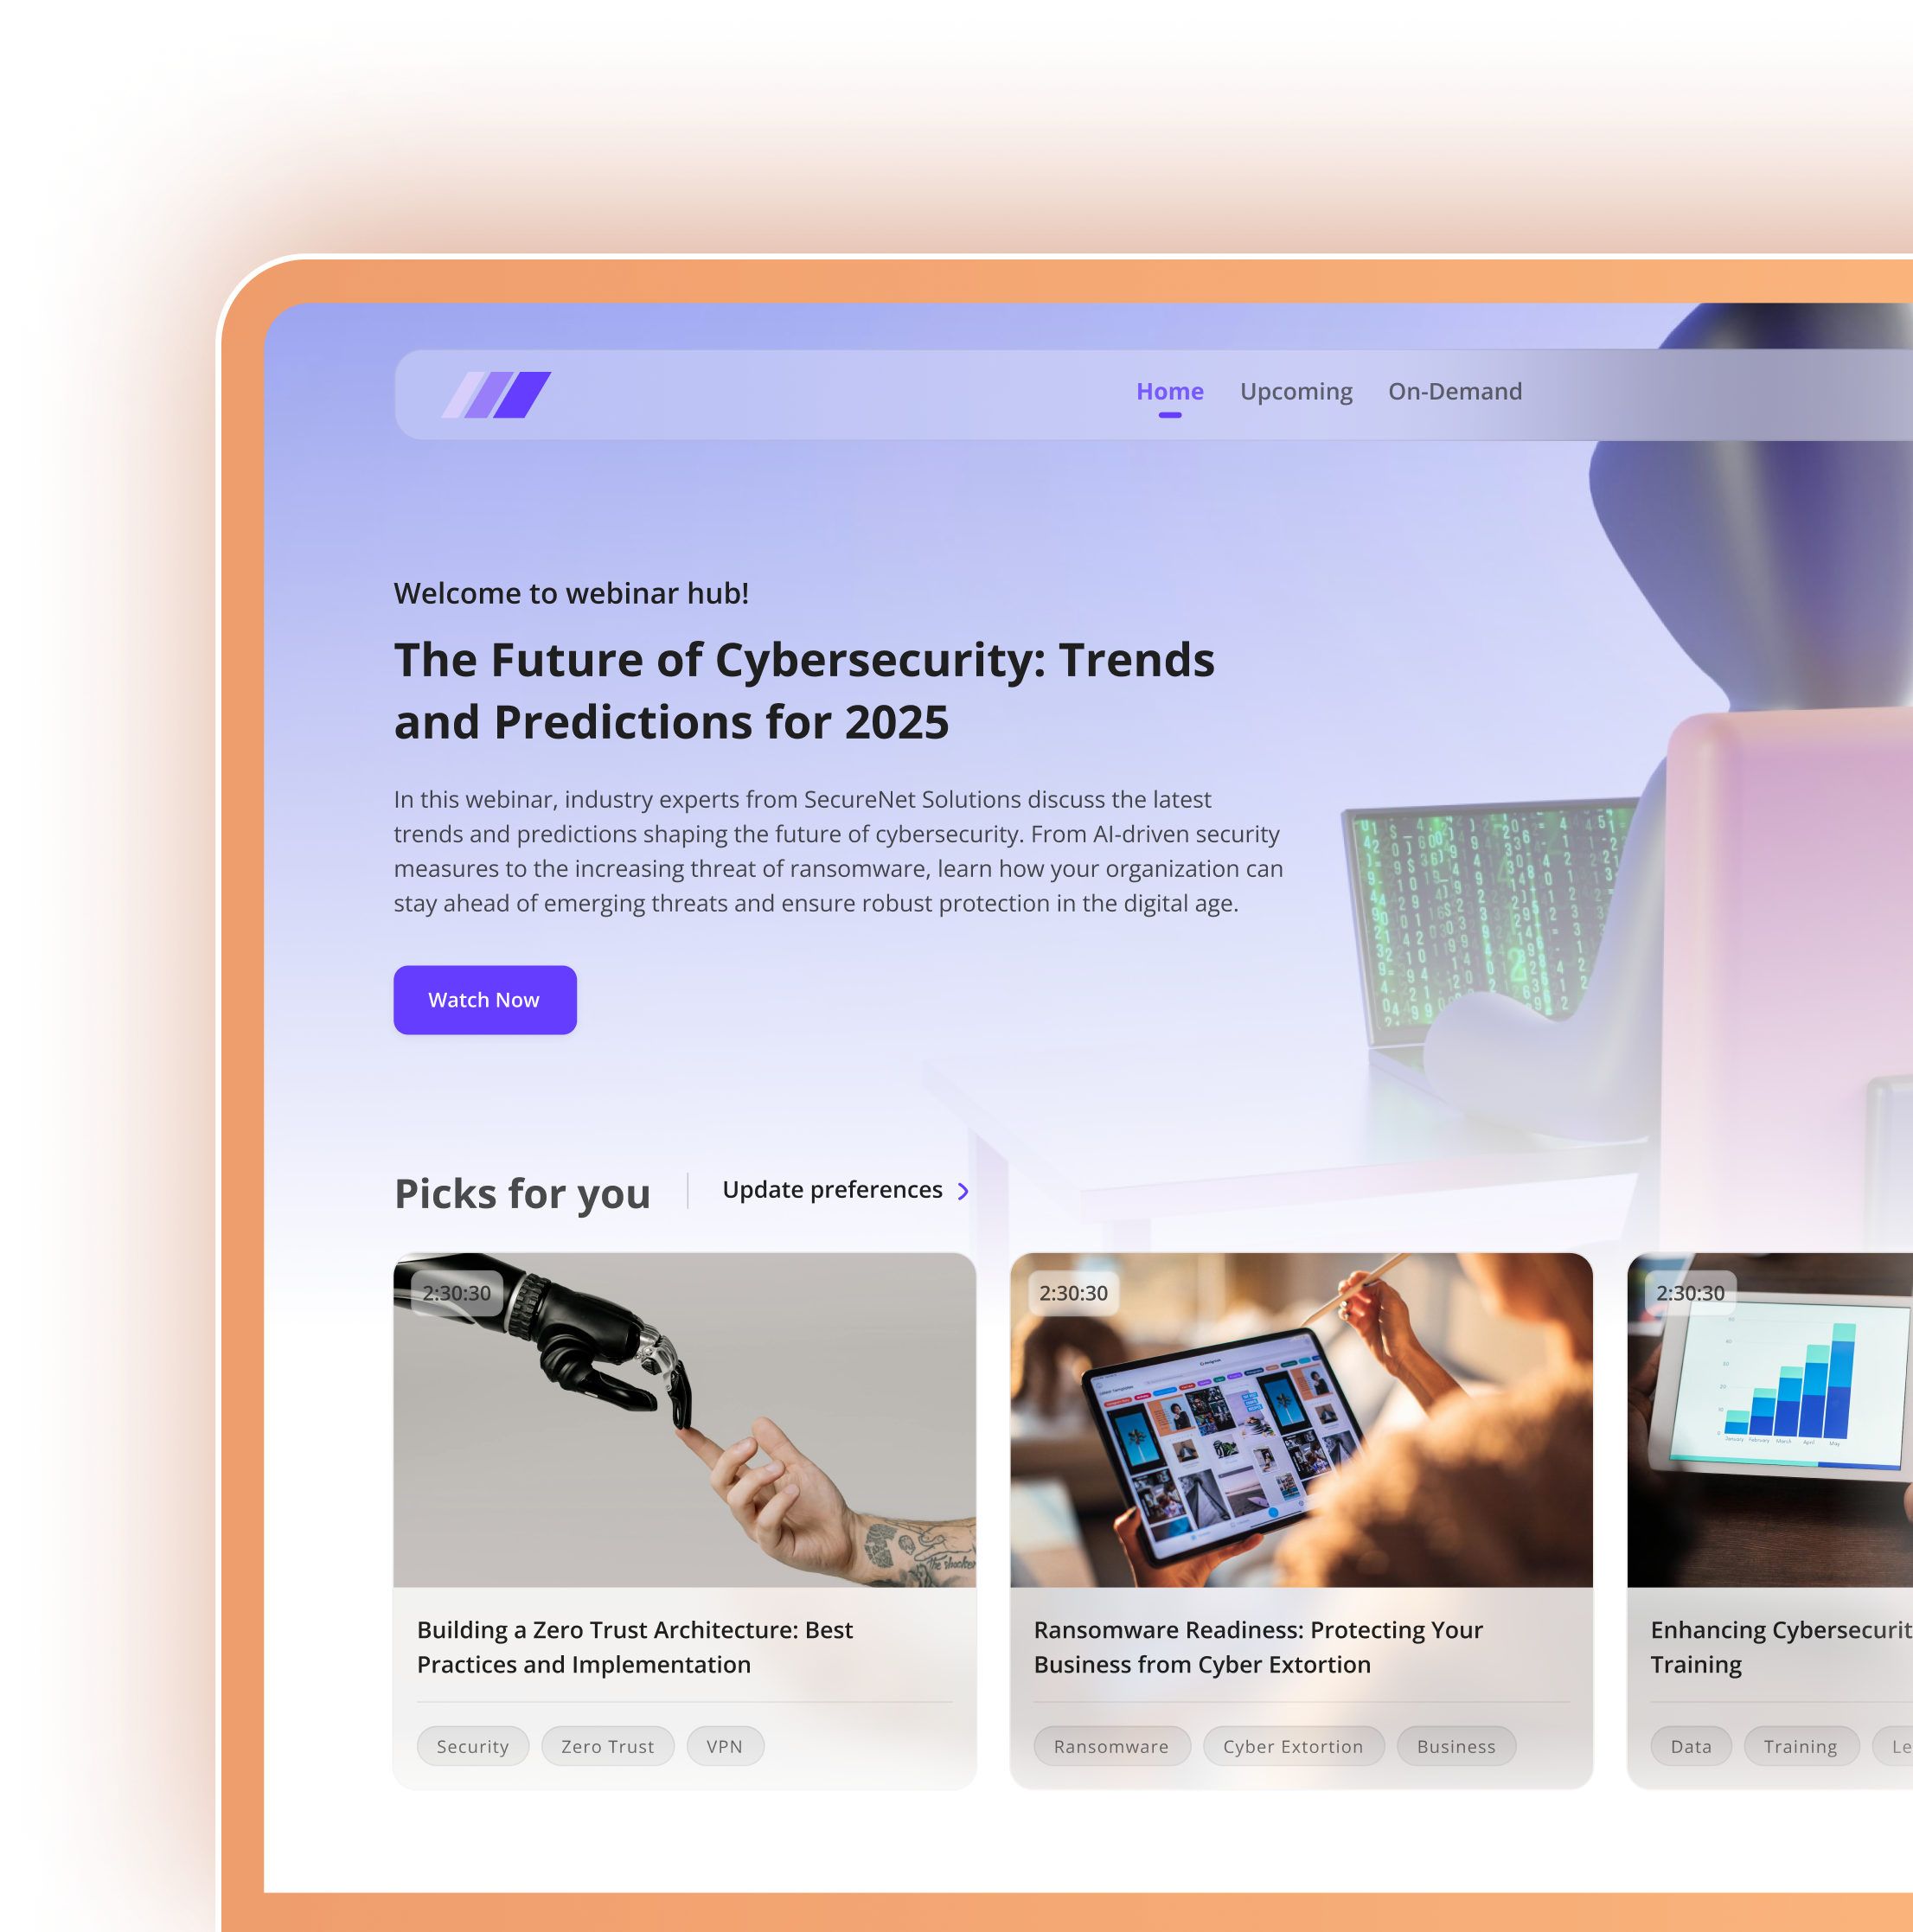 Home Upcoming On-Demand
Welcome to webinar hub!
The Future of Cybersecurity: Trends
and Predictions for 2025
In this webinar, industry experts from SecureNet Solutions discuss the latest
trends and predictions shaping the future of cybersecurity. From AI-driven security
measures to the increasing threat of ransomware, learn how your organization can
stay ahead of emerging threats and ensure robust protection in the digital age.
Watch Now
Picks for you
Update preferences
2:30:30
2:30:30
2:30:30
January February March April May
Building a Zero Trust Architecture: Best
Practices and Implementation
Security Zero Trust VPN
Ransomware Readiness: Protecting Your
Business from Cyber Extortion
Ransomware Cyber Extortion Business
Enhancing Cybersecurit
Training
Data Training Le